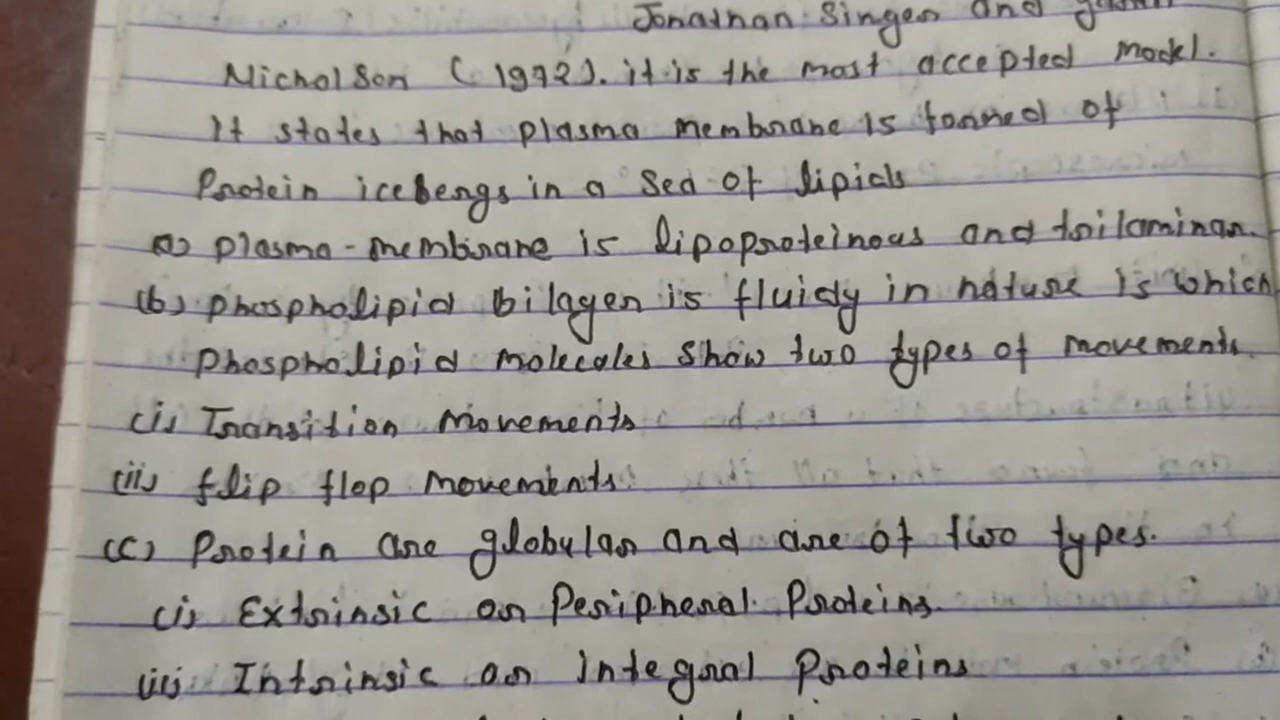 Jonathan Singer and
Nicholson (1972). it is the most accepted model.
It states that plasma membrane is formed of
Protein icebergs in a Sea of lipids
(a) plasma-membrane is lipoproteinous and trilaminar.
(b) phospholipid bilayer is fluidy in nature is which
Phospholipid molecules show two types of movements.
(i) Transition movements
(ii) flip flop movements
(c) Protein are globular and are of two types.
(i) Extrinsic or Peripheral Proteins.
(ii) Intrinsic or integral Proteins